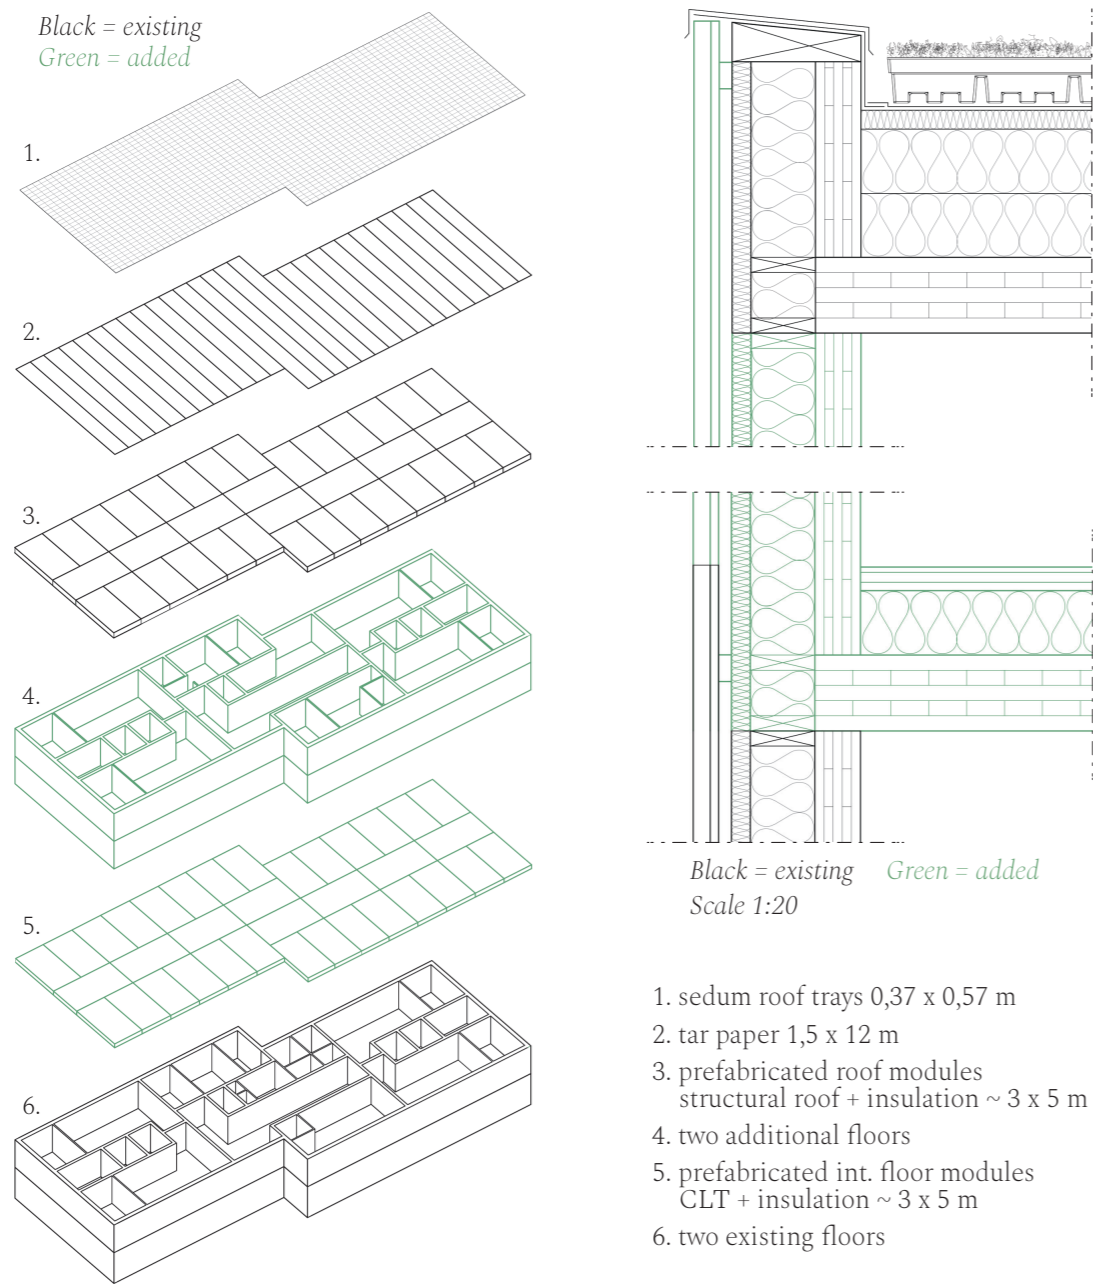 Black = existing
Green = added
1.
2.
3.
4.
5.
6.
Black = existing Green = added
Scale 1:20
1. sedum roof trays 0,37 x 0,57 m
2. tar paper 1,5 x 12 m
3. prefabricated roof modules
structural roof + insulation ~ 3 x 5 m
4. two additional floors
5. prefabricated int. floor modules
CLT + insulation ~ 3 x 5 m
6. two existing floors